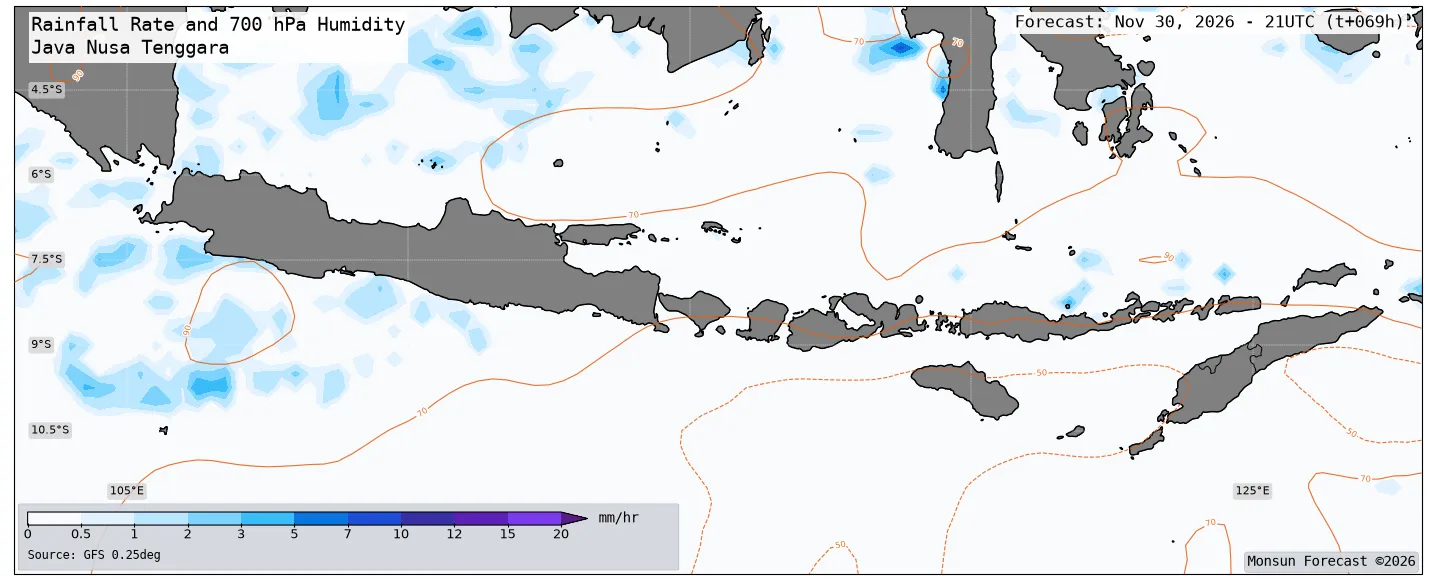 Rainfall Rate and 700 hPa Humidity
Java Nusa Tenggara
Forecast: Nov 30, 2026 - 21UTC (t+069h)
70
70
90
4.5°S
6°S
70
7.5°S
90
90
9°S
50
70
10.5°S
50
105°E
125°E
70
70
50
mm/hr
0 0.5 1 2 3 5 7 10 12 15 20
Source: GFS 0.25deg
Monsun Forecast ©2026